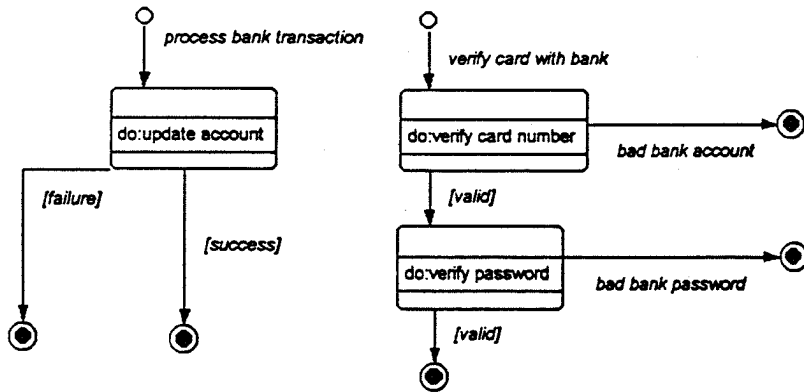 process bank transaction
do:update account
[failure]
[success]
verify card with bank
do:verify card number
bad bank account
[valid]
do:verify password
bad bank password
[valid]